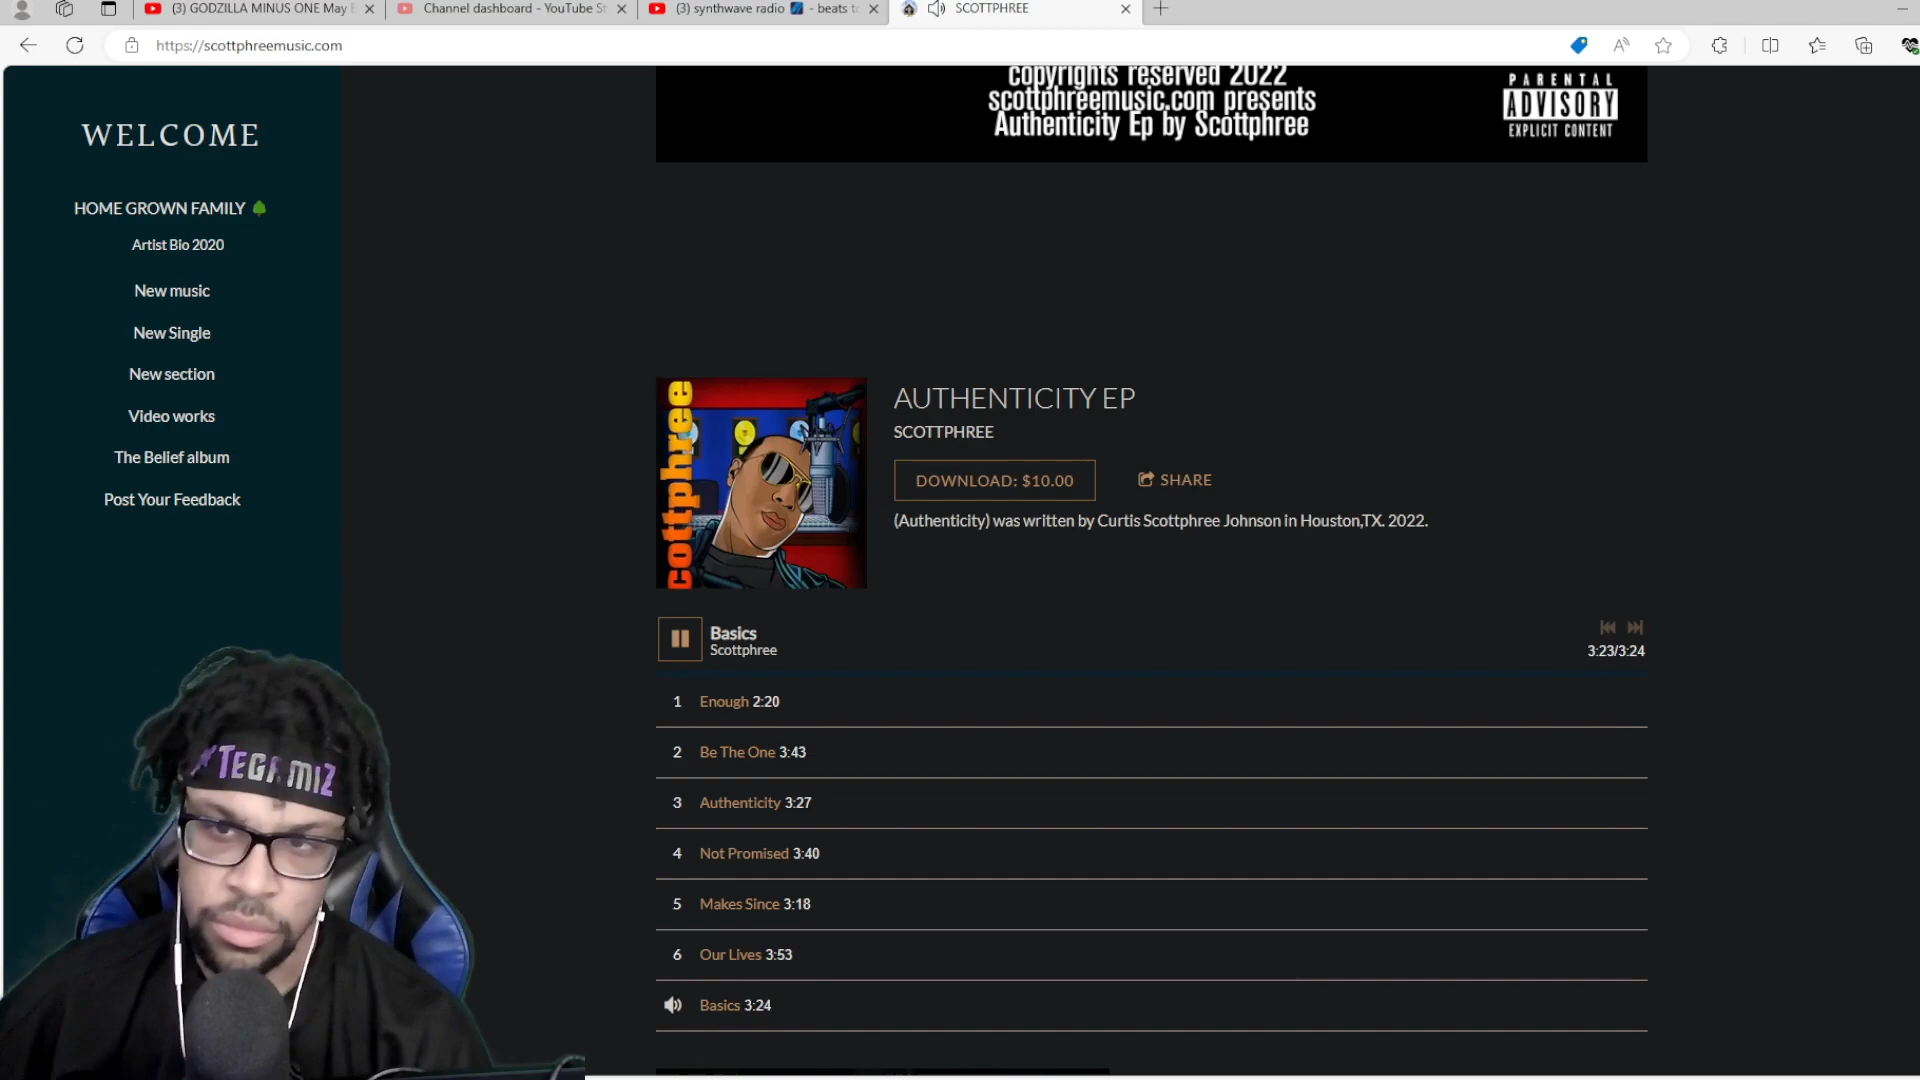 (3) GODZILLA MINUS ONE May
Channel dashboard - YouTube St
(3) synthwave radio - beats to
SCOTTPHREE
https://scottphreemusic.com
copyrights reserved 2022
scottphreemusic.com presents
Authenticity Ep by Scottphree
PARENTAL
ADVISORY
EXPLICIT CONTENT
WELCOME
HOME GROWN FAMILY
Artist Bio 2020
New music
New Single
New section
Video works
The Belief album
Post Your Feedback
scottphree
AUTHENTICITY EP
SCOTTPHREE
DOWNLOAD: $10.00
SHARE
(Authenticity) was written by Curtis Scottphree Johnson in Houston,TX. 2022.
Basics
Scottphree
3:23/3:24
1 Enough 2:20
2 Be The One 3:43
3 Authenticity 3:27
4 Not Promised 3:40
5 Makes Since 3:18
6 Our Lives 3:53
Basics 3:24